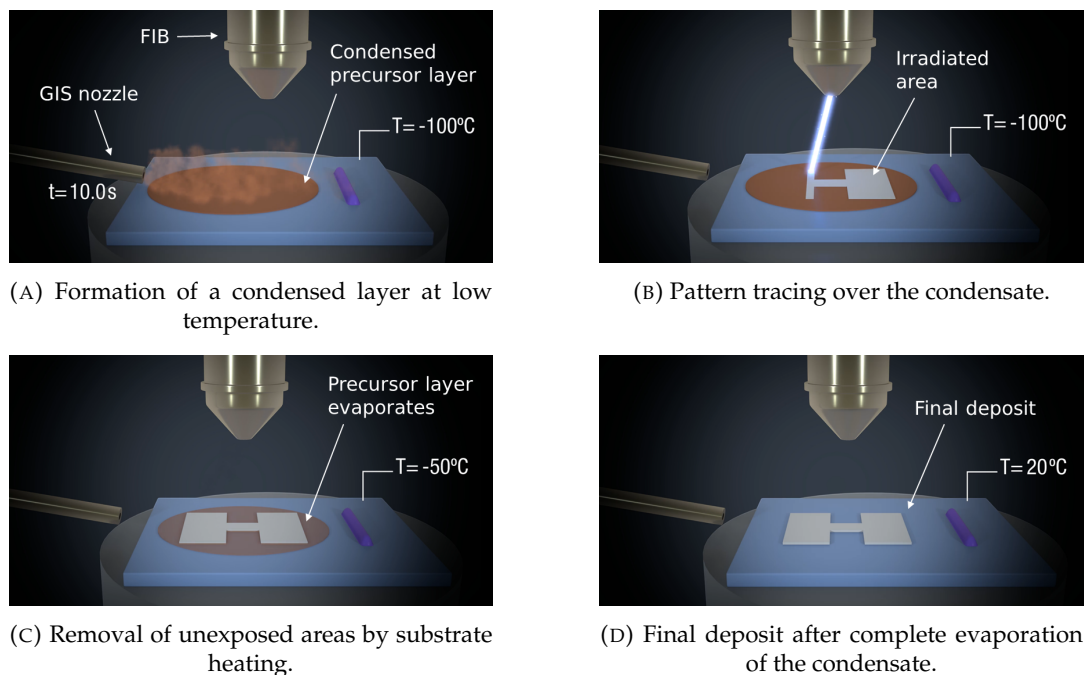 FIB
Condensed
precursor layer
GIS nozzle
T= -100ºC
t=10.0s
(A) Formation of a condensed layer at low
temperature.
Irradiated
area
T= -100ºC
(B) Pattern tracing over the condensate.
Precursor layer
evaporates
T= -50ºC
(C) Removal of unexposed areas by substrate
heating.
Final deposit
T= 20ºC
(D) Final deposit after complete evaporation
of the condensate.